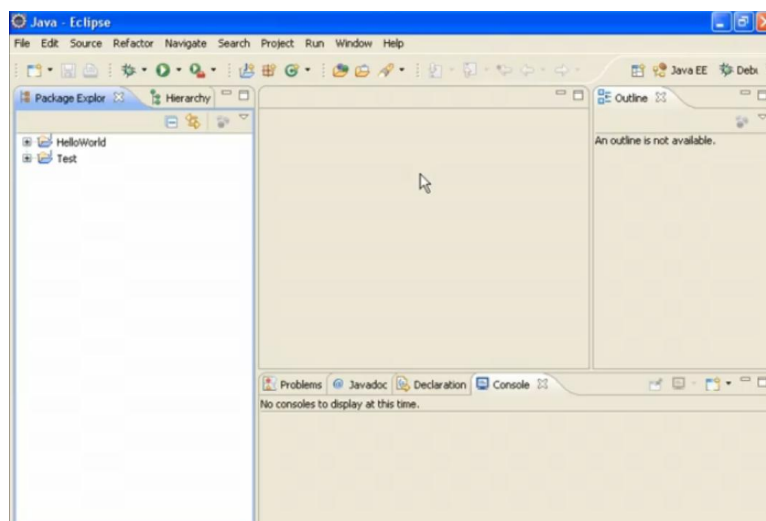 Java - Eclipse
File Edit Source Refactor Navigate Search Project Run Window Help
Java EE
Package Explor
Hierarchy
Outline
HelloWorld
Test
An outline is not available.
Problems @ Javadoc Declaration Console
No consoles to display at this time.